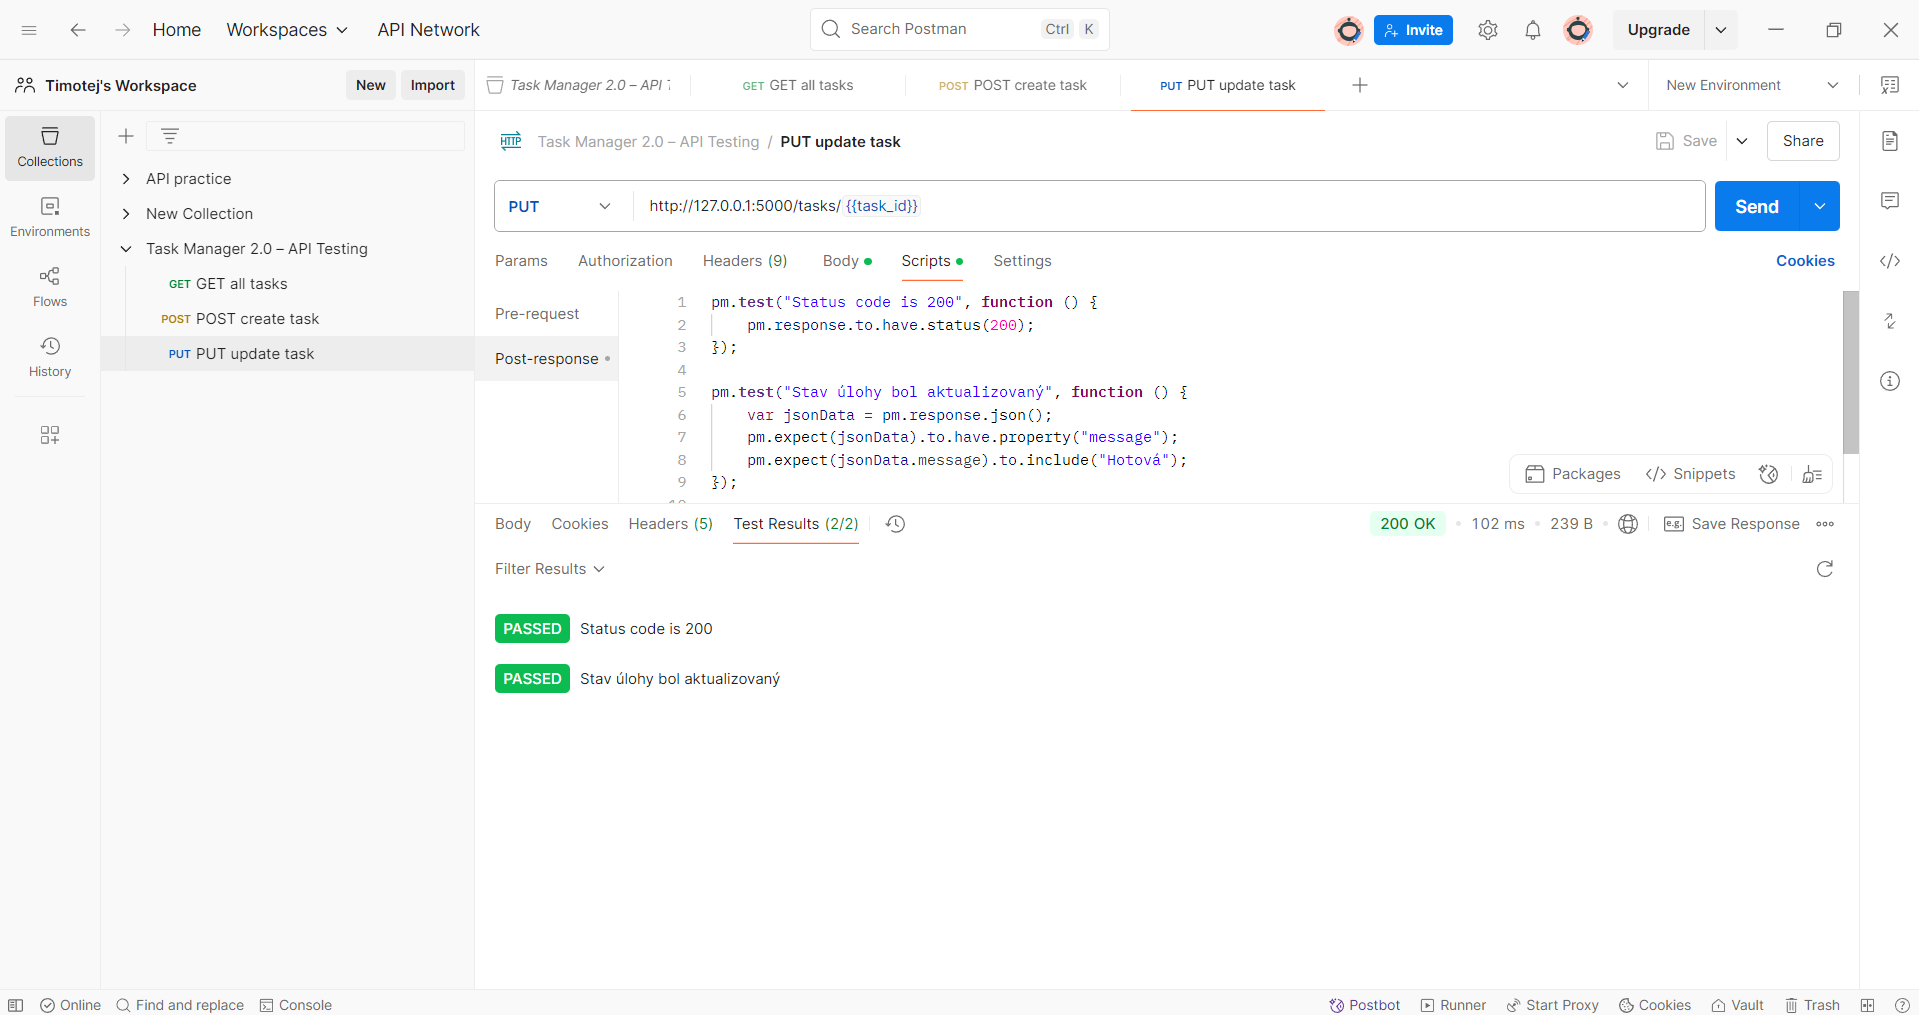 Home Workspaces API Network Search Postman Ctrl K Invite Upgrade
Timotej's Workspace New Import Task Manager 2.0 – API GET GET all tasks POST POST create task PUT PUT update task New Environment
Collections
Environments
Flows
History
API practice
New Collection
Task Manager 2.0 – API Testing
GET GET all tasks
POST POST create task
PUT PUT update task
HTTP Task Manager 2.0 – API Testing / PUT update task Save Share
PUT http://127.0.0.1:5000/tasks/{{task_id}} Send
Params Authorization Headers (9) Body Scripts Settings Cookies
Pre-request
Post-response
1 pm.test("Status code is 200", function () {
2 pm.response.to.have.status(200);
3 });
4
5 pm.test("Stav úlohy bol aktualizovaný", function () {
6 var jsonData = pm.response.json();
7 pm.expect(jsonData).to.have.property("message");
8 pm.expect(jsonData.message).to.include("Hotová");
9 });
Packages Snippets
Body Cookies Headers (5) Test Results (2/2) 200 OK 102 ms 239 B e.g. Save Response
Filter Results
PASSED Status code is 200
PASSED Stav úlohy bol aktualizovaný
Online Find and replace Console Postbot Runner Start Proxy Cookies Vault Trash